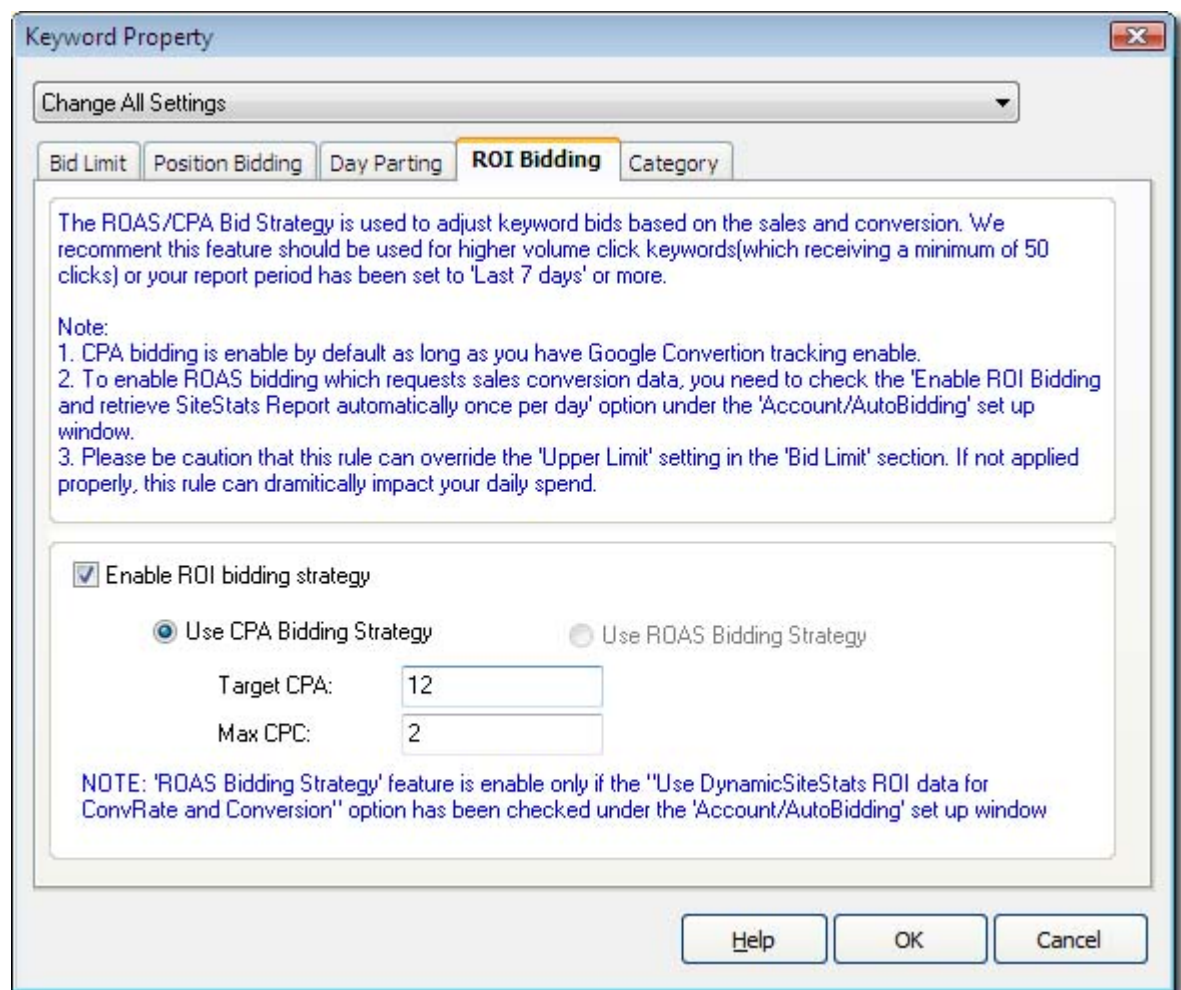 Keyword Property
Change All Settings
Bid Limit Position Bidding Day Parting ROI Bidding Category
The ROAS/CPA Bid Strategy is used to adjust keyword bids based on the sales and conversion. We
recomment this feature should be used for higher volume click keywords(which receiving a minimum of 50
clicks) or your report period has been set to 'Last 7 days' or more.
Note:
1. CPA bidding is enable by default as long as you have Google Convertion tracking enable.
2. To enable ROAS bidding which requests sales conversion data, you need to check the 'Enable ROI Bidding
and retrieve SiteStats Report automatically once per day' option under the 'Account/AutoBidding' set up
window.
3. Please be caution that this rule can override the 'Upper Limit' setting in the 'Bid Limit' section. If not applied
properly, this rule can dramitically impact your daily spend.
Enable ROI bidding strategy
Use CPA Bidding Strategy Use ROAS Bidding Strategy
Target CPA: 12
Max CPC: 2
NOTE: 'ROAS Bidding Strategy' feature is enable only if the "Use DynamicSiteStats ROI data for
ConvRate and Conversion" option has been checked under the 'Account/AutoBidding' set up window
Help OK Cancel